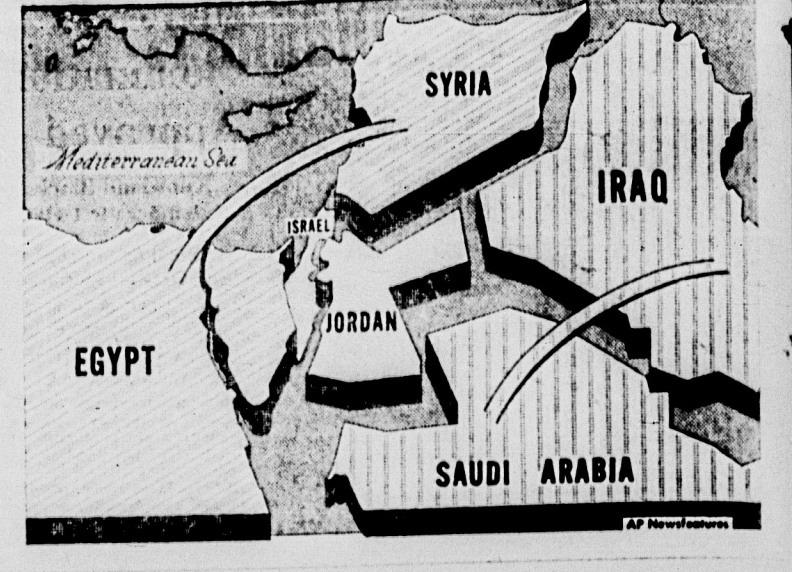 SYRIA
Mediterranean Sea
IRAQ
ISRAEL
JORDAN
EGYPT
SAUDI ARABIA
AP Newsfeatures